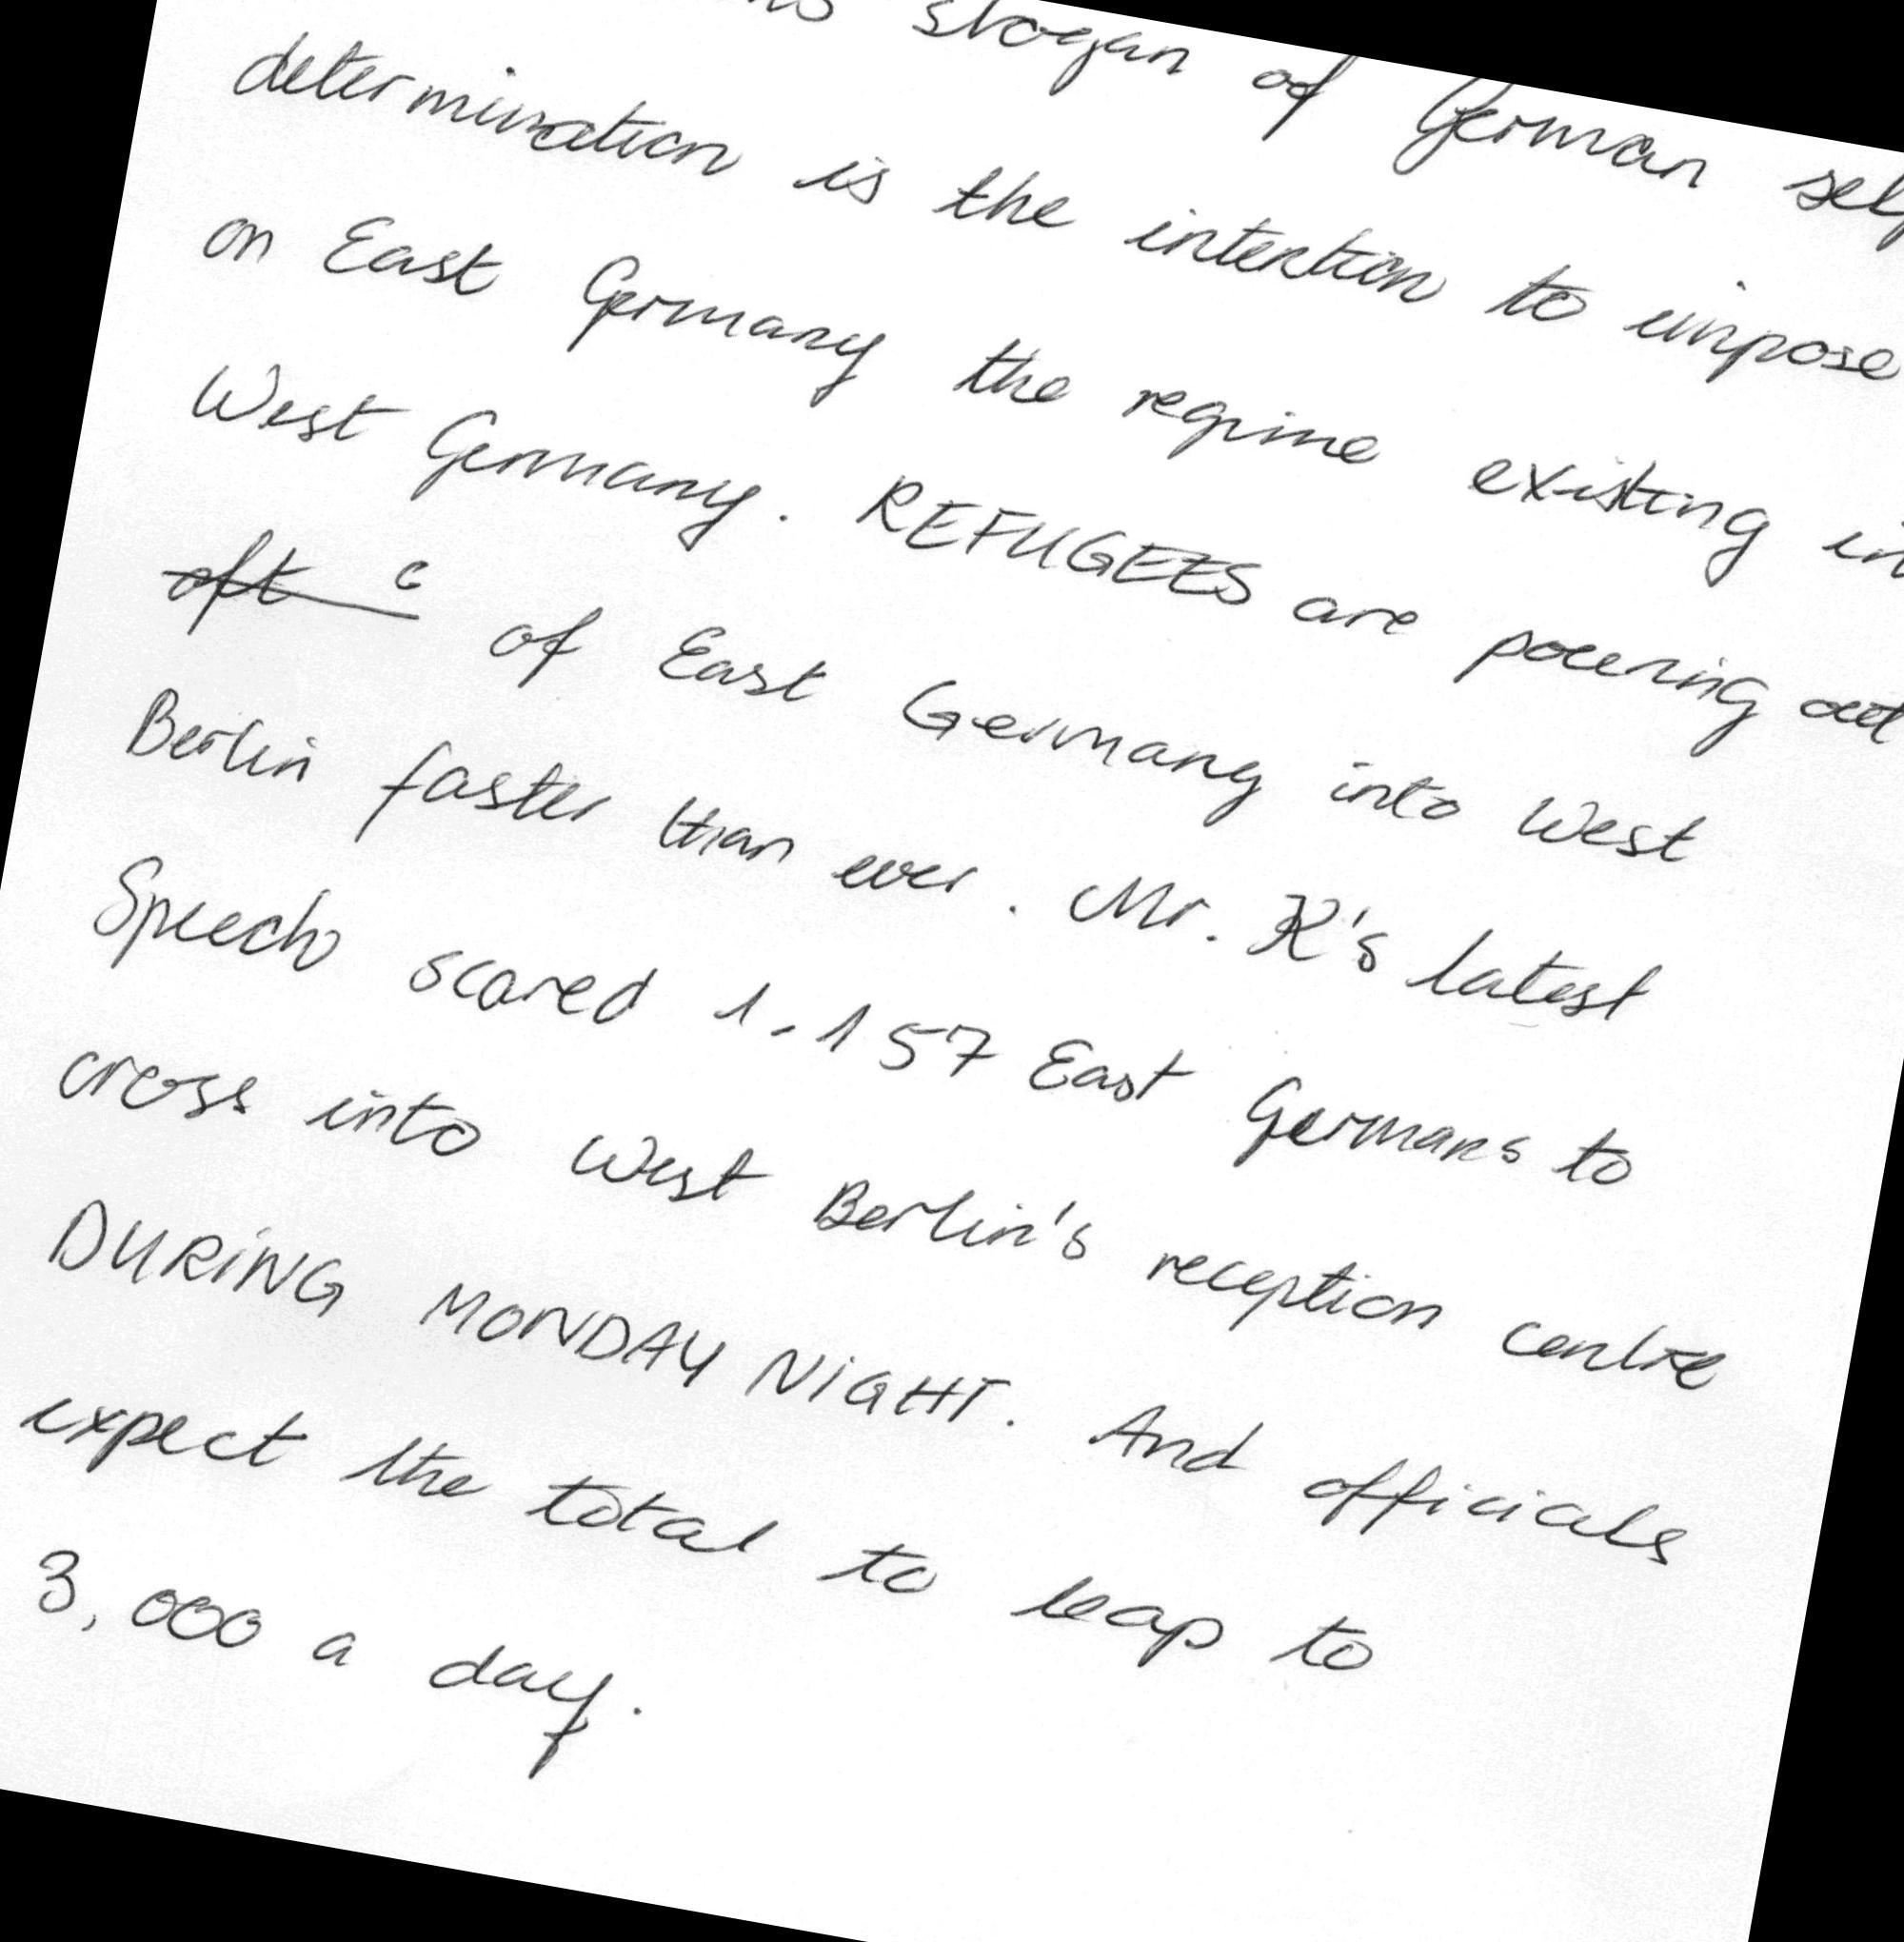 slogan of German self
determination is the intention to impose
on East Germany the regime existing in
West Germany. REFUGEES are pouring out
of East Germany into West
Berlin faster than ever. Mr. K's latest
Speech scared 1.157 East Germans to
cross into West Berlin's reception centre
DURING MONDAY NIGHT. And officials
expect the total to leap to
3,000 a day.